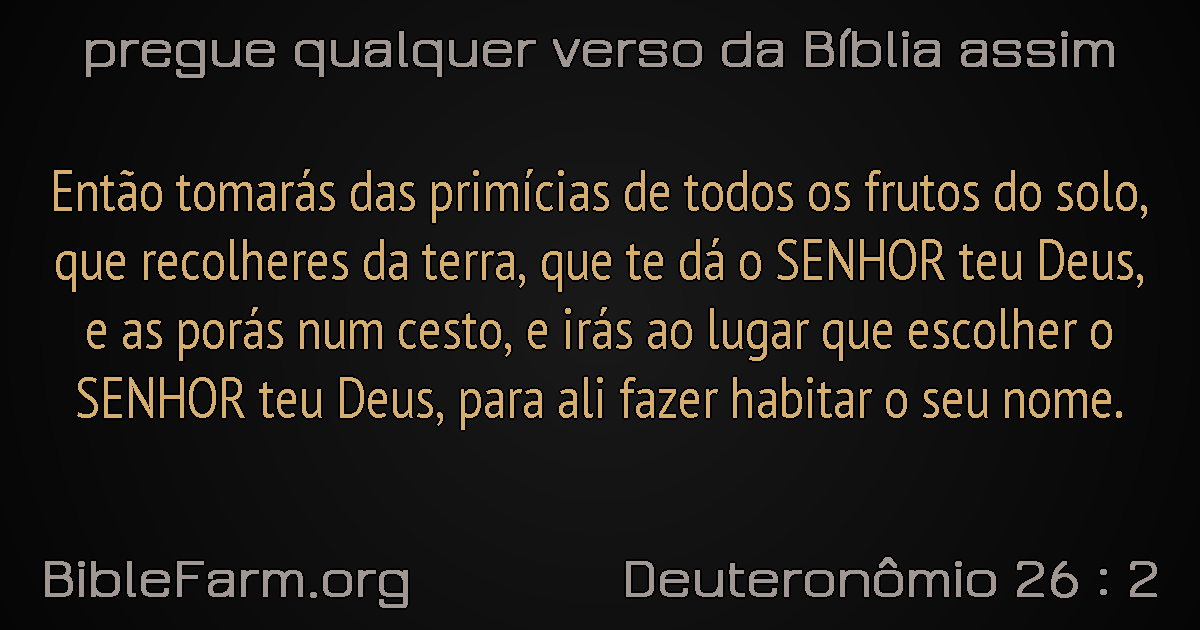 pregue qualquer verso da Bíblia assim
Então tomarás das primícias de todos os frutos do solo,
que recolheres da terra, que te dá o SENHOR teu Deus,
e as porás num cesto, e irás ao lugar que escolher o
SENHOR teu Deus, para ali fazer habitar o seu nome.
BibleFarm.org
Deuteronômio 26 : 2